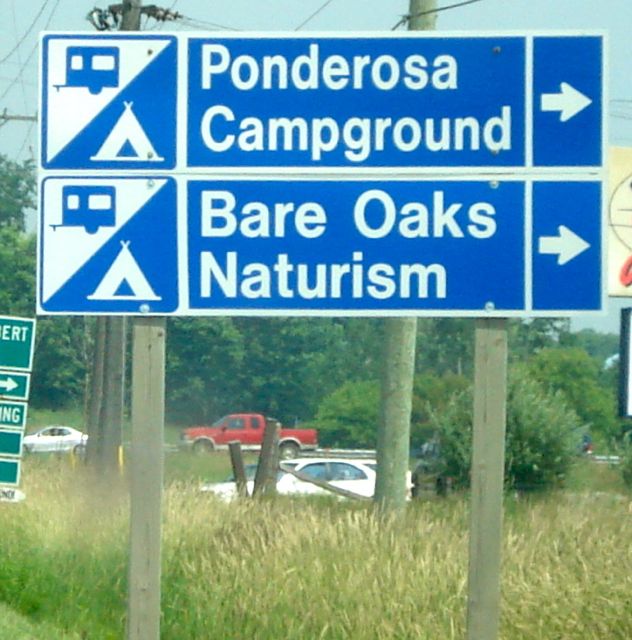 Ponderosa
Campground
Bare Oaks
Naturism